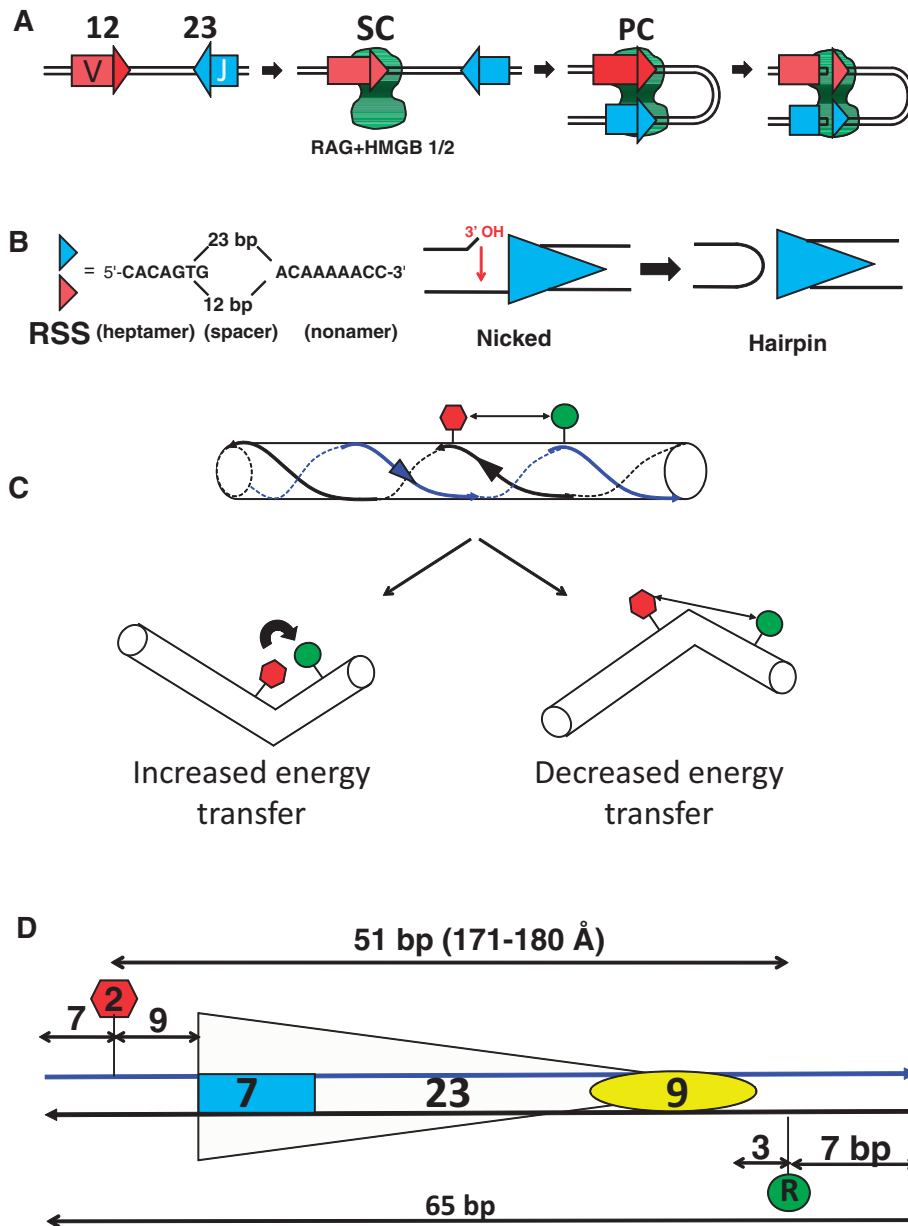 A
12 23 SC PC
V J
RAG+HMGB 1/2
B
23 bp
3' OH
= 5'-CACAGTG ACAAAAACC-3'
12 bp
RSS (heptamer) (spacer) (nonamer)
Nicked
Hairpin
C
Increased energy
transfer
Decreased energy
transfer
D
51 bp (171-180 Å)
2
7 9
7 23 9
3 7 bp
R
65 bp